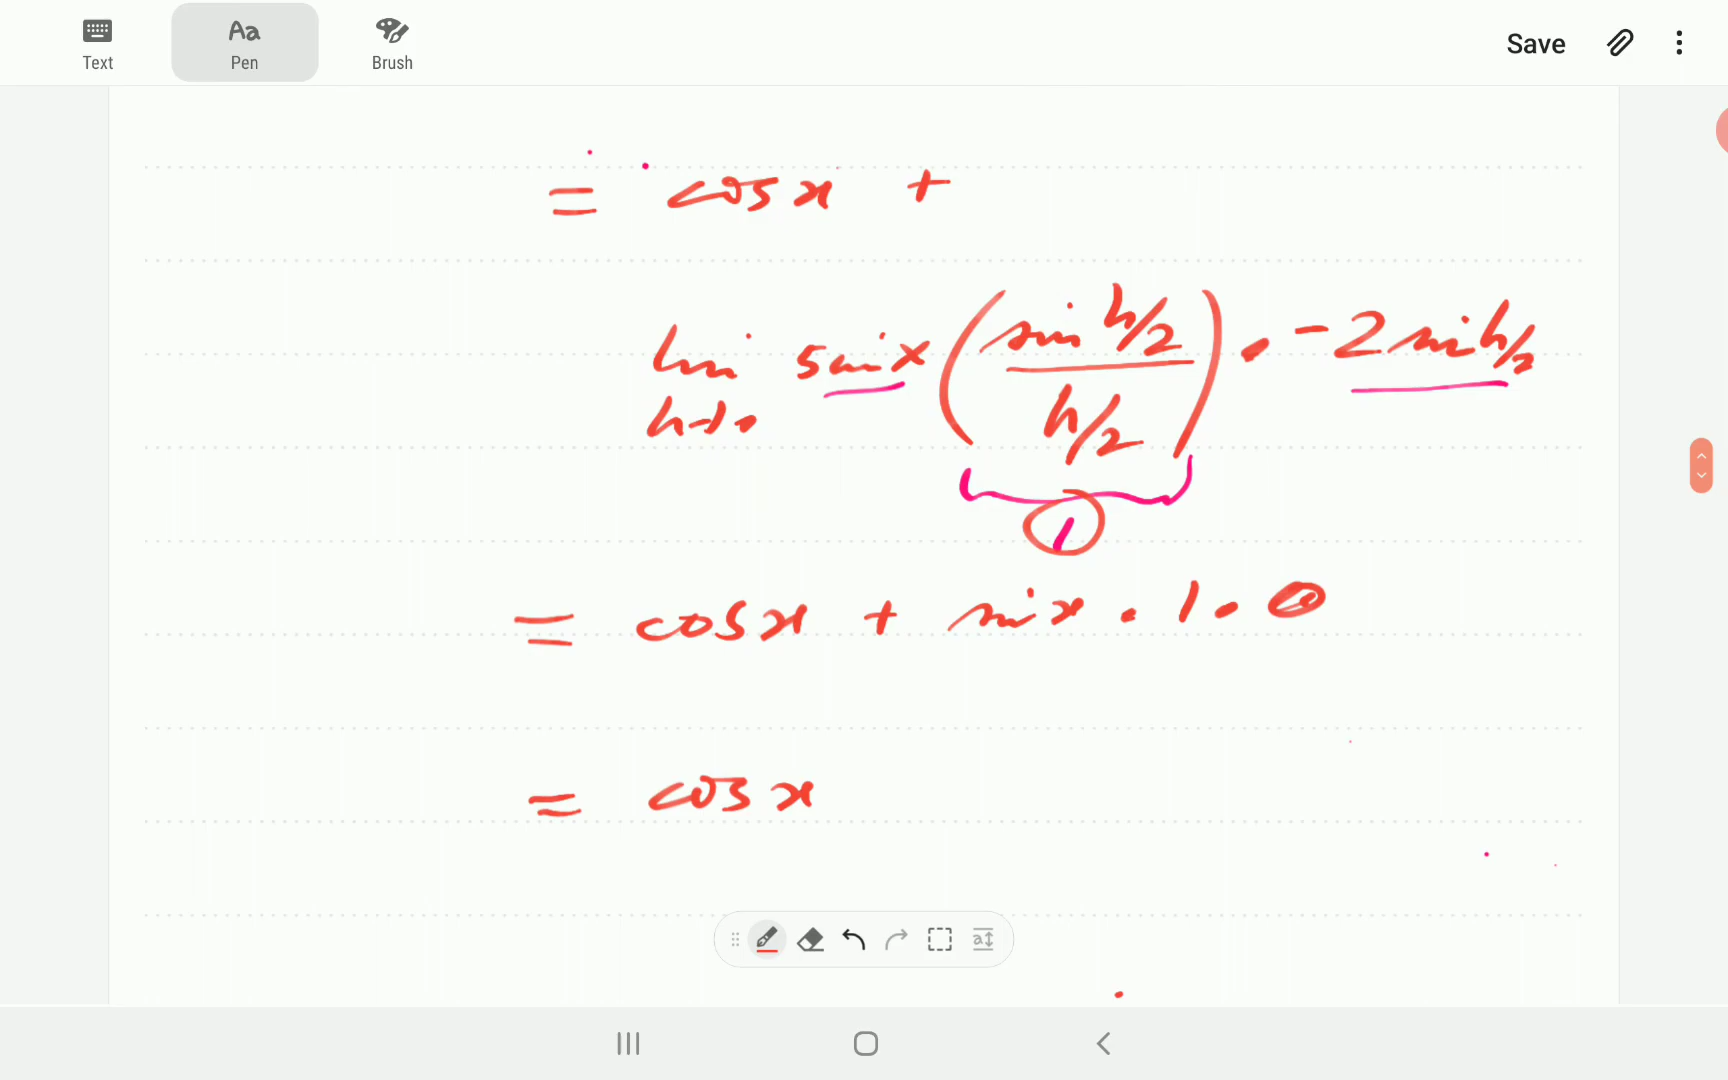 Text Pen Brush Save
= cos x +
lim sin x ( sin h/2 / h/2 ) . -2 sin h/2
h→0
1
= cos x + sin x . 1 . 0
= cos x